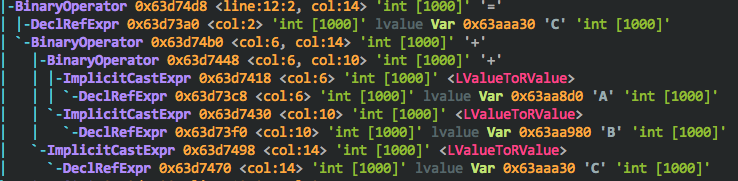 |-BinaryOperator 0x63d74d8 <line:12:2, col:14> 'int [1000]' '='
| |-DeclRefExpr 0x63d73a0 <col:2> 'int [1000]' lvalue Var 0x63aaa30 'C' 'int [1000]'
| `-BinaryOperator 0x63d74b0 <col:6, col:14> 'int [1000]' '+'
|   |-BinaryOperator 0x63d7448 <col:6, col:10> 'int [1000]' '+'
|   | |-ImplicitCastExpr 0x63d7418 <col:6> 'int [1000]' <LValueToRValue>
|   | | `-DeclRefExpr 0x63d73c8 <col:6> 'int [1000]' lvalue Var 0x63aa8d0 'A' 'int [1000]'
|   | `-ImplicitCastExpr 0x63d7430 <col:10> 'int [1000]' <LValueToRValue>
|   |   `-DeclRefExpr 0x63d73f0 <col:10> 'int [1000]' lvalue Var 0x63aa980 'B' 'int [1000]'
|   `-ImplicitCastExpr 0x63d7498 <col:14> 'int [1000]' <LValueToRValue>
|     `-DeclRefExpr 0x63d7470 <col:14> 'int [1000]' lvalue Var 0x63aaa30 'C' 'int [1000]'